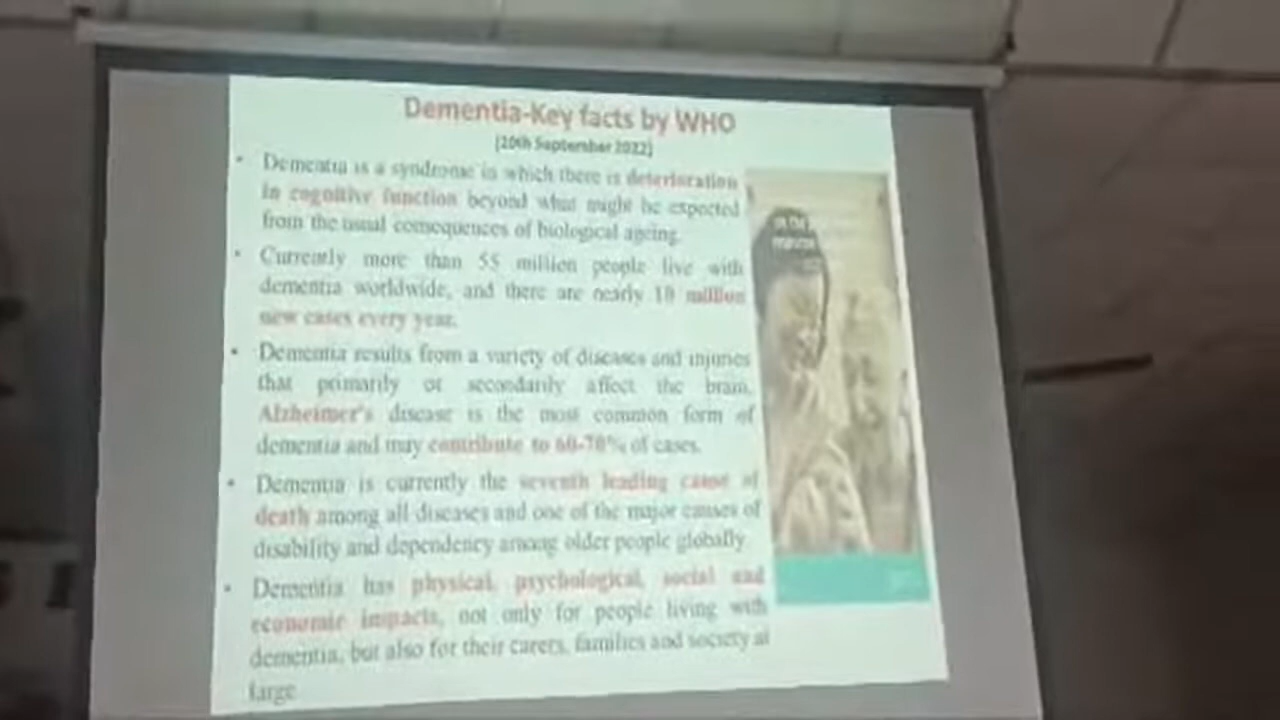 Dementia-Key facts by WHO
(20th September 2022)
• Dementia is a syndrome in which there is deterioration
in cognitive function beyond what might be expected
from the usual consequences of biological ageing.
• Currently more than 55 million people live with
dementia worldwide, and there are nearly 10 million
new cases every year.
• Dementia results from a variety of diseases and injuries
that primarily or secondarily affect the brain.
Alzheimer's disease is the most common form of
dementia and may contribute to 60-70% of cases.
• Dementia is currently the seventh leading cause of
death among all diseases and one of the major causes of
disability and dependency among older people globally
• Dementia has physical, psychological, social and
economic impacts, not only for people living with
dementia, but also for their carers, families and society at
large